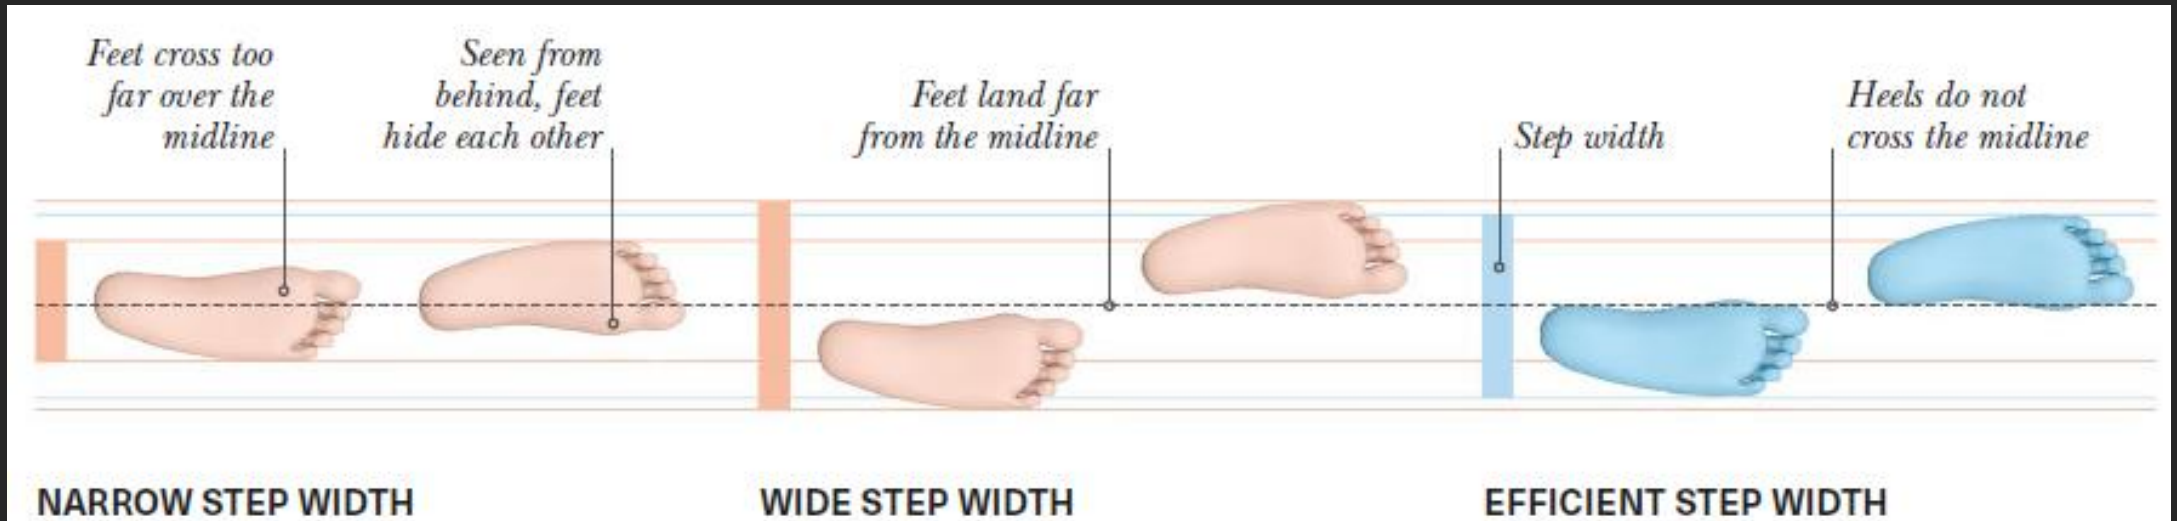 Feet cross too
far over the
midline
Seen from
behind, feet
hide each other
Feet land far
from the midline
Step width
Heels do not
cross the midline
NARROW STEP WIDTH
WIDE STEP WIDTH
EFFICIENT STEP WIDTH